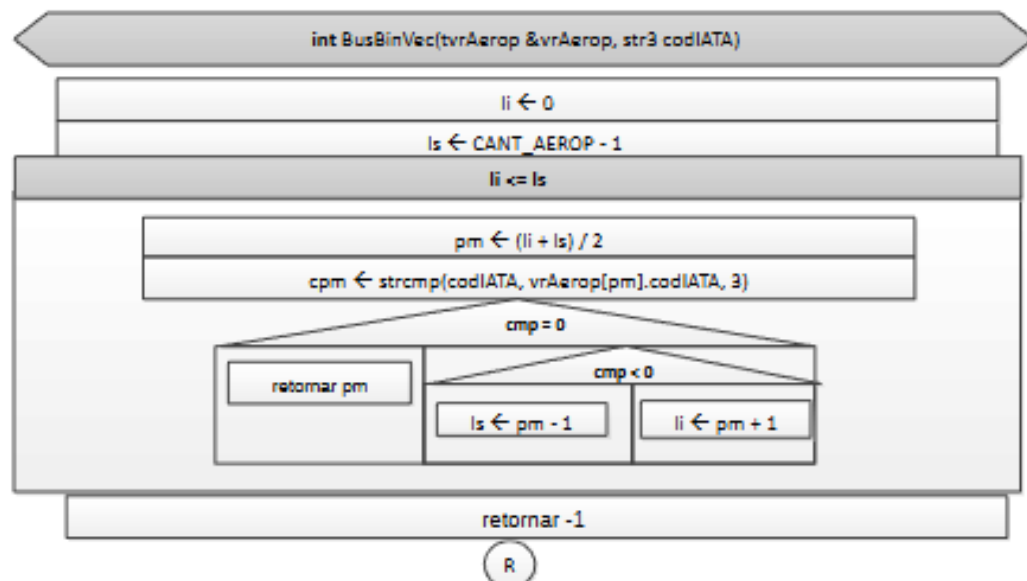 int BusBinVec(tvrAerop &vrAerop, str3 codIATA)
li ← 0
ls ← CANT_AEROP - 1
li <= ls
pm ← (li + ls) / 2
cpm ← strcmp(codIATA, vrAerop[pm].codIATA, 3)
cmp = 0
retornar pm
cmp < 0
ls ← pm - 1
li ← pm + 1
retornar -1
R